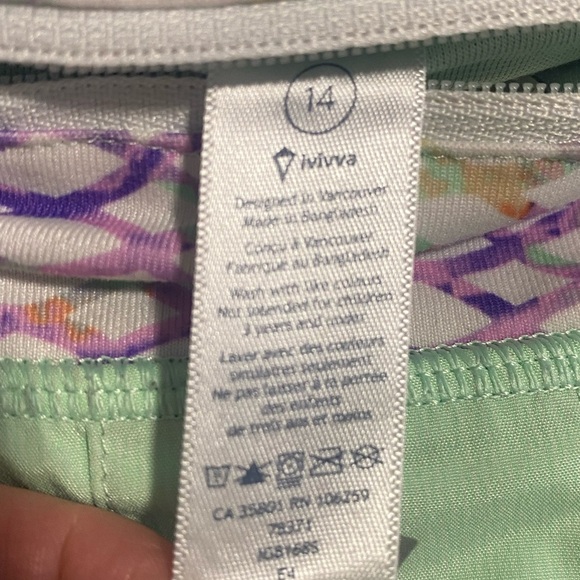 14
ivivva
Designed in Vancouver
Made in Bangladesh
Conçu à Vancouver
Fabriqué au Bangladesh
Wash with like colours
Not intended for children
3 years and under
Laver avec des couleurs
similaires seulement
Ne pas laisser à la portée
des enfants
de trois ans et moins
CA 35801 RN 106259
E4